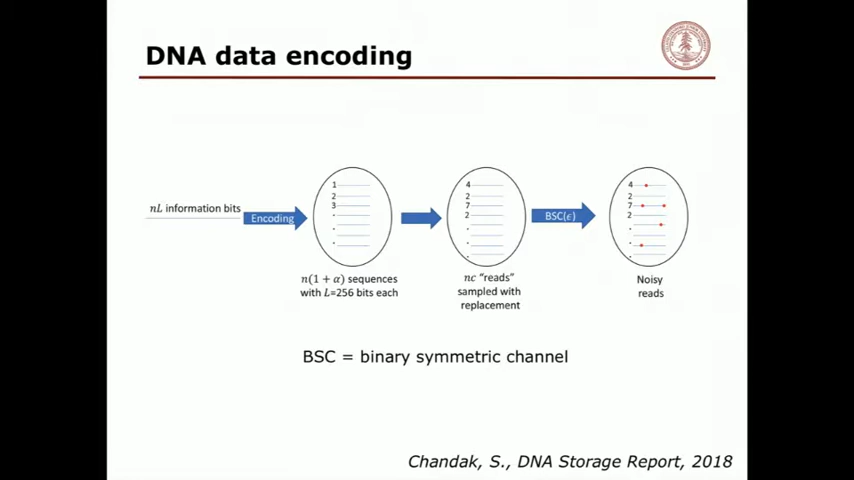 DNA data encoding
nL information bits
Encoding
1
2
3
n(1 + α) sequences
with L=256 bits each
4
2
7
2
nc "reads"
sampled with
replacement
BSC(ϵ)
4
2
7
2
Noisy
reads
BSC = binary symmetric channel
Chandak, S., DNA Storage Report, 2018